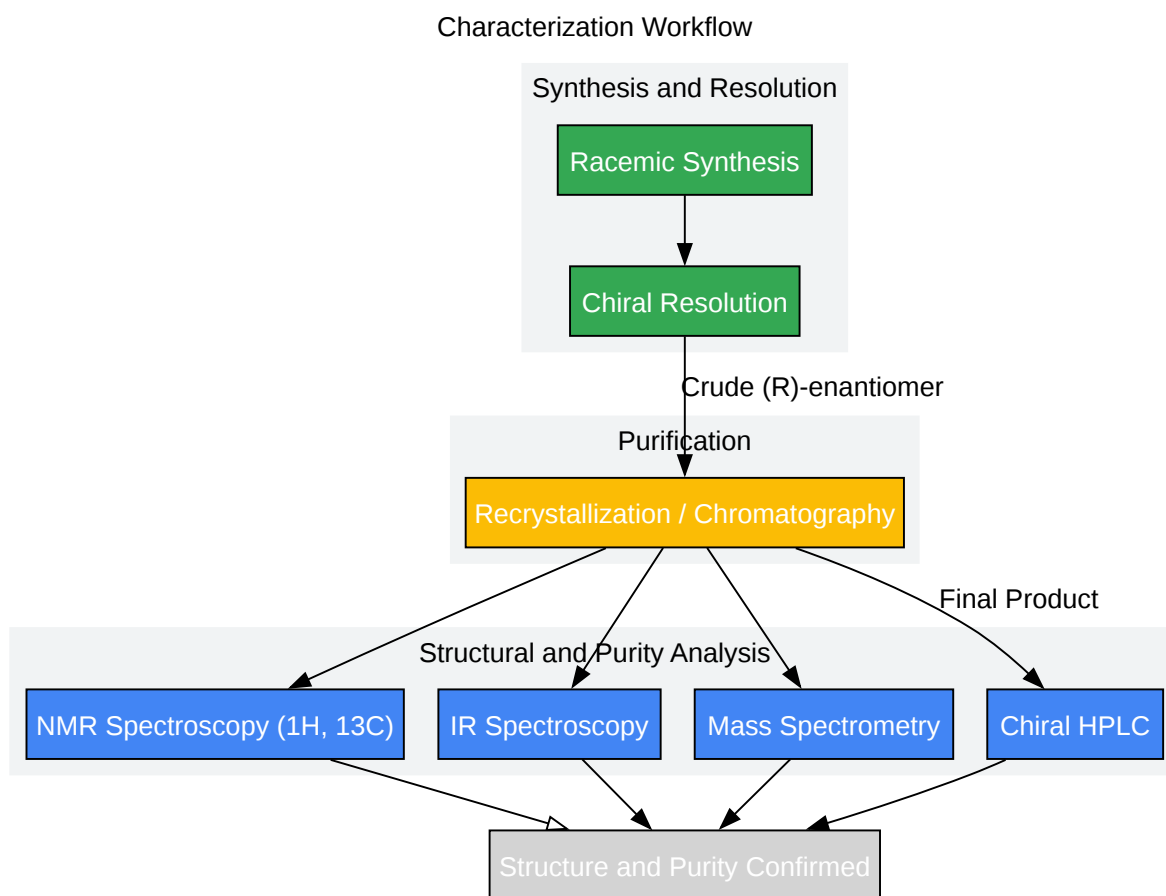 Characterization Workflow
Synthesis and Resolution
Racemic Synthesis
Chiral Resolution
Crude (R)-enantiomer
Purification
Recrystallization / Chromatography
Final Product
Structural and Purity Analysis
NMR Spectroscopy (1H, 13C)
IR Spectroscopy
Mass Spectrometry
Chiral HPLC
Structure and Purity Confirmed